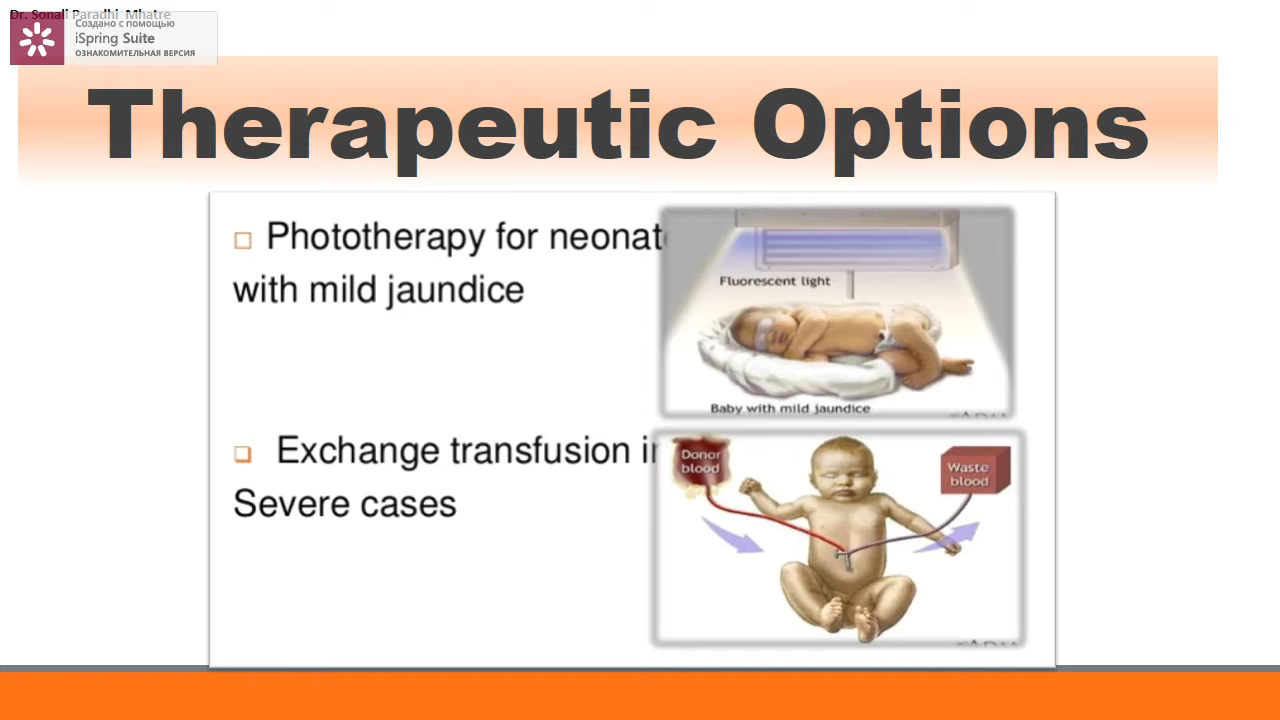 Dr. Sonali Paradhi Mhatre
Создано с помощью
iSpring Suite
ОЗНАКОМИТЕЛЬНАЯ ВЕРСИЯ
Therapeutic Options
Phototherapy for neonat
with mild jaundice
Fluorescent light
Baby with mild jaundice
Exchange transfusion in
Severe cases
Donor
blood
Waste
blood